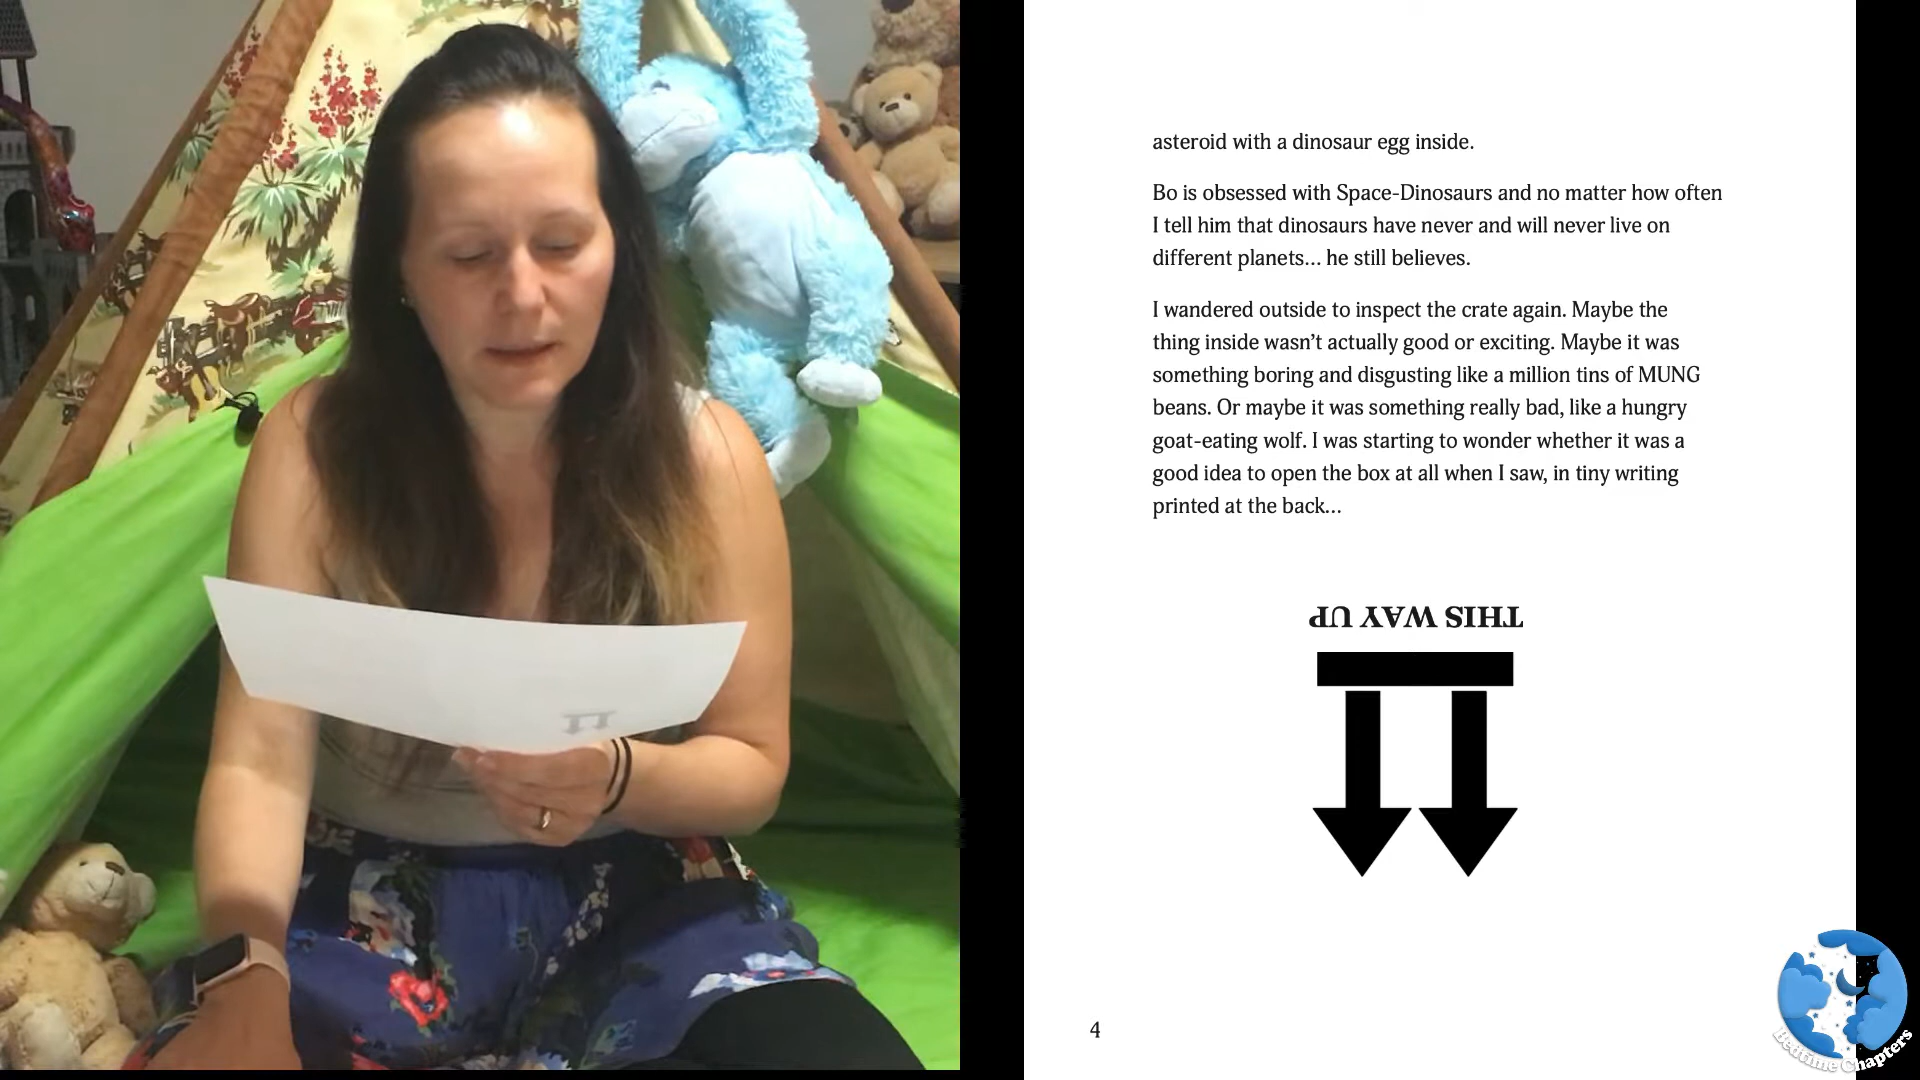 asteroid with a dinosaur egg inside.
Bo is obsessed with Space-Dinosaurs and no matter how often
I tell him that dinosaurs have never and will never live on
different planets... he still believes.
I wandered outside to inspect the crate again. Maybe the
thing inside wasn’t actually good or exciting. Maybe it was
something boring and disgusting like a million tins of MUNG
beans. Or maybe it was something really bad, like a hungry
goat-eating wolf. I was starting to wonder whether it was a
good idea to open the box at all when I saw, in tiny writing
printed at the back...
THIS WAY UP
4
Bedtime Chapters